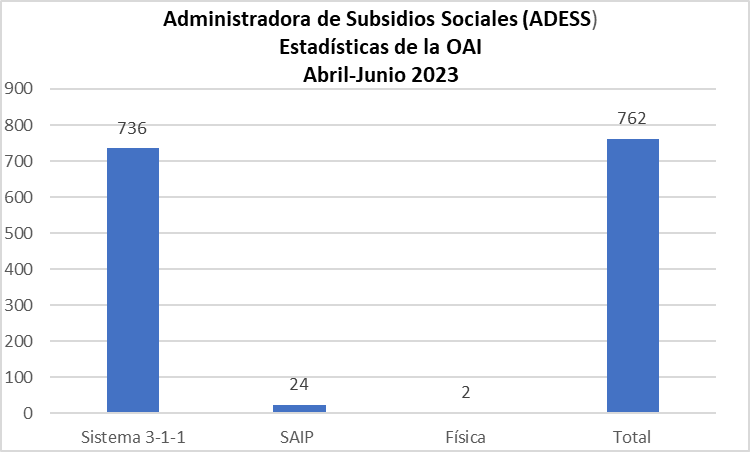 Administradora de Subsidios Sociales (ADESS)
Estadísticas de la OAI
Abril-Junio 2023
900
800
700
600
500
400
300
200
100
0
736
24
2
762
Sistema 3-1-1
SAIP
Física
Total